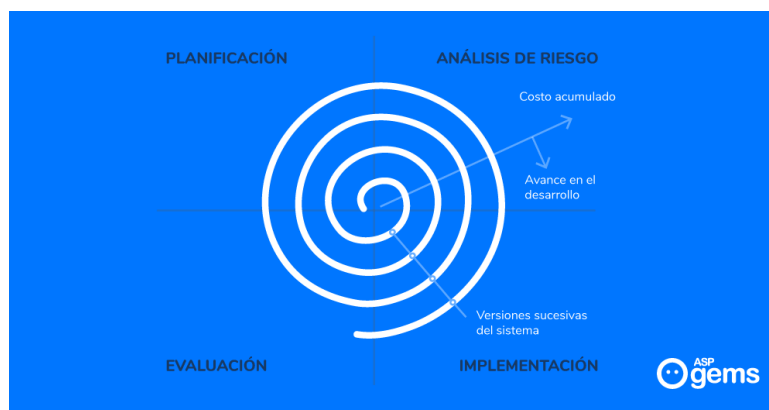 PLANIFICACIÓN
ANÁLISIS DE RIESGO
Costo acumulado
Avance en el
desarrollo
Versiones sucesivas
del sistema
EVALUACIÓN
IMPLEMENTACIÓN
ASP
gems